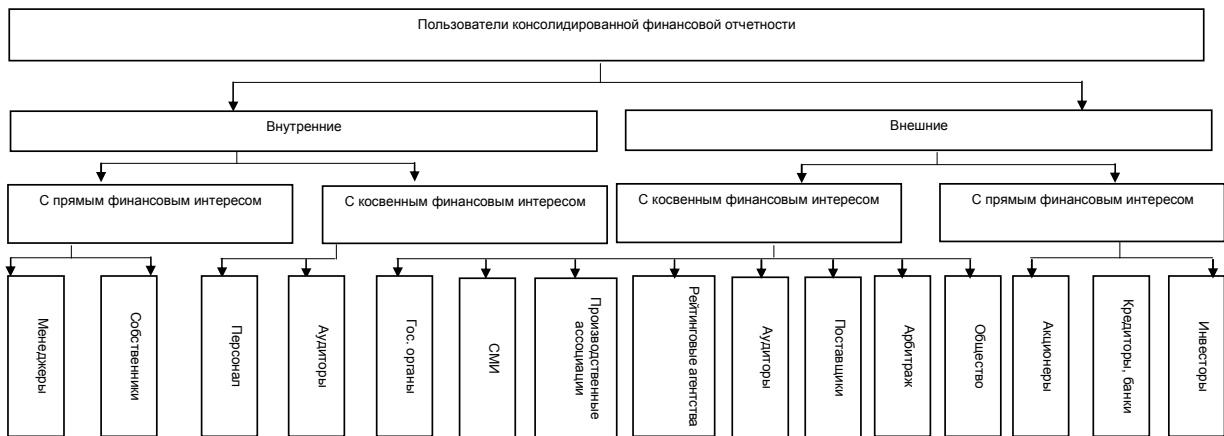 Пользователи консолидированной финансовой отчетности
Внутренние
Внешние
С прямым финансовым интересом
С косвенным финансовым интересом
С косвенным финансовым интересом
С прямым финансовым интересом
Менеджеры
Собственники
Персонал
Аудиторы
Гос. органы
СМИ
Производственные
ассоциации
Рейтинговые агентства
Аудиторы
Поставщики
Арбитраж
Общество
Акционеры
Кредиторы, банки
Инвесторы